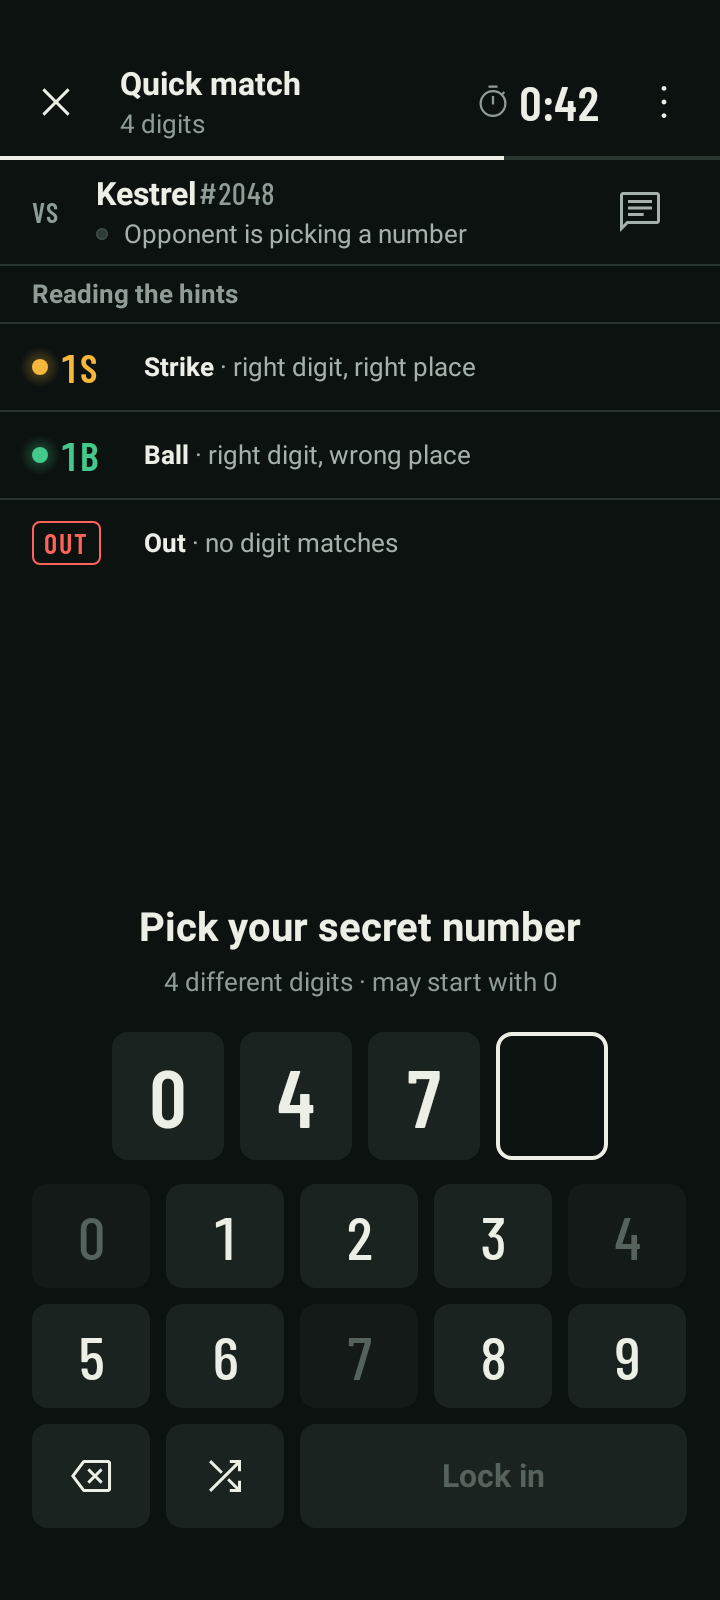 Quick match
4 digits
0:42
VS
Kestrel#2048
Opponent is picking a number
Reading the hints
1S Strike · right digit, right place
1B Ball · right digit, wrong place
OUT Out · no digit matches
Pick your secret number
4 different digits · may start with 0
0 4 7
0 1 2 3 4
5 6 7 8 9
Lock in